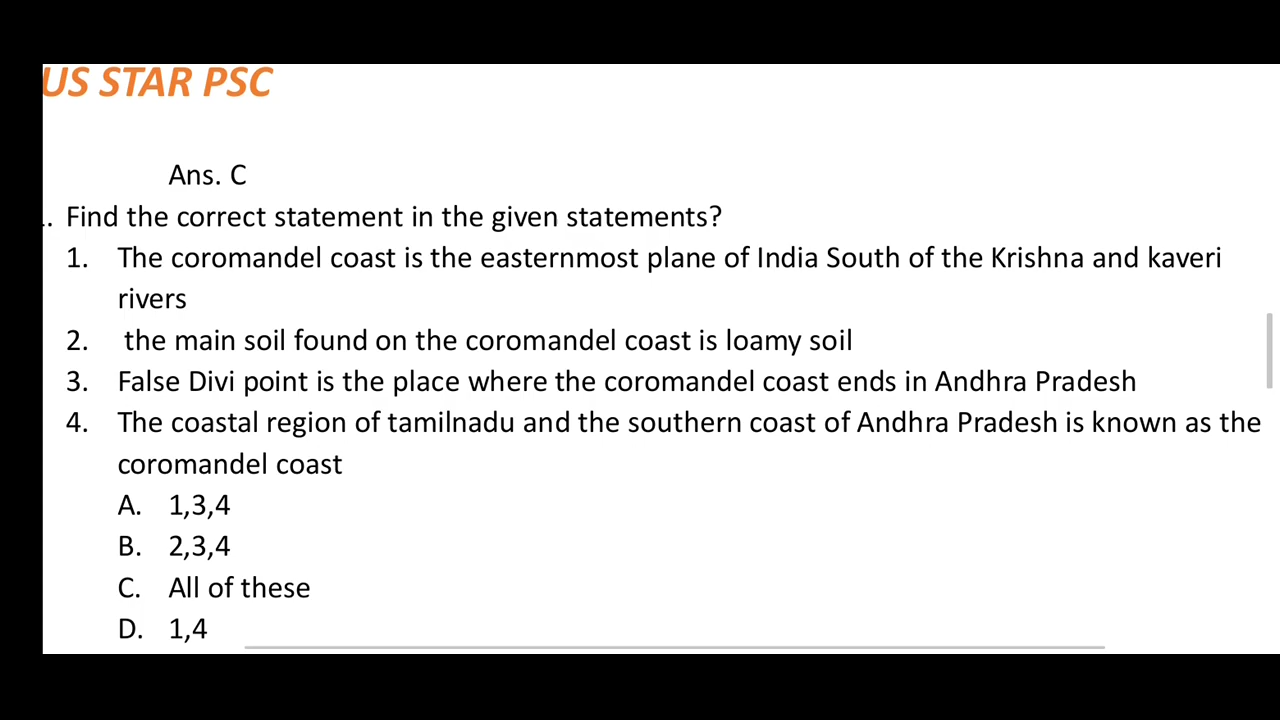 US STAR PSC
Ans. C
. Find the correct statement in the given statements?
1. The coromandel coast is the easternmost plane of India South of the Krishna and kaveri
rivers
2. the main soil found on the coromandel coast is loamy soil
3. False Divi point is the place where the coromandel coast ends in Andhra Pradesh
4. The coastal region of tamilnadu and the southern coast of Andhra Pradesh is known as the
coromandel coast
A. 1,3,4
B. 2,3,4
C. All of these
D. 1,4